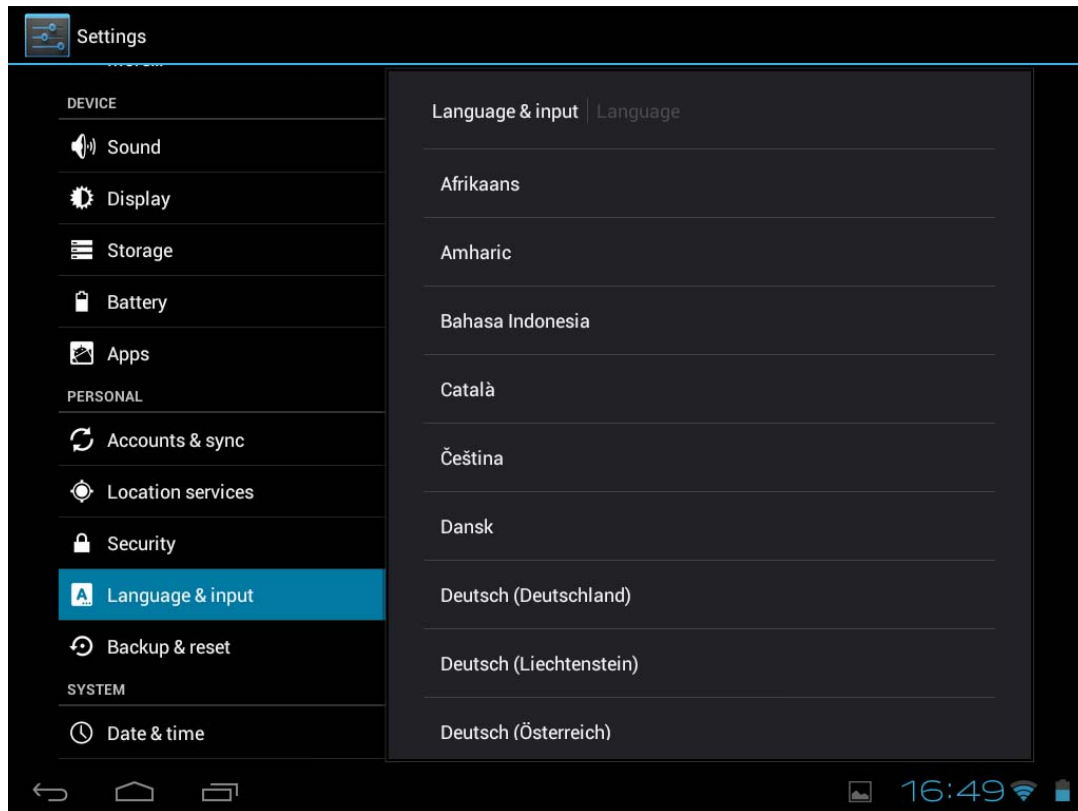 Settings
DEVICE
Sound
Display
Storage
Battery
Apps
PERSONAL
Accounts & sync
Location services
Security
Language & input
Backup & reset
SYSTEM
Date & time
Language & input Language
Afrikaans
Amharic
Bahasa Indonesia
Català
Čeština
Dansk
Deutsch (Deutschland)
Deutsch (Liechtenstein)
Deutsch (Österreich)
16:49